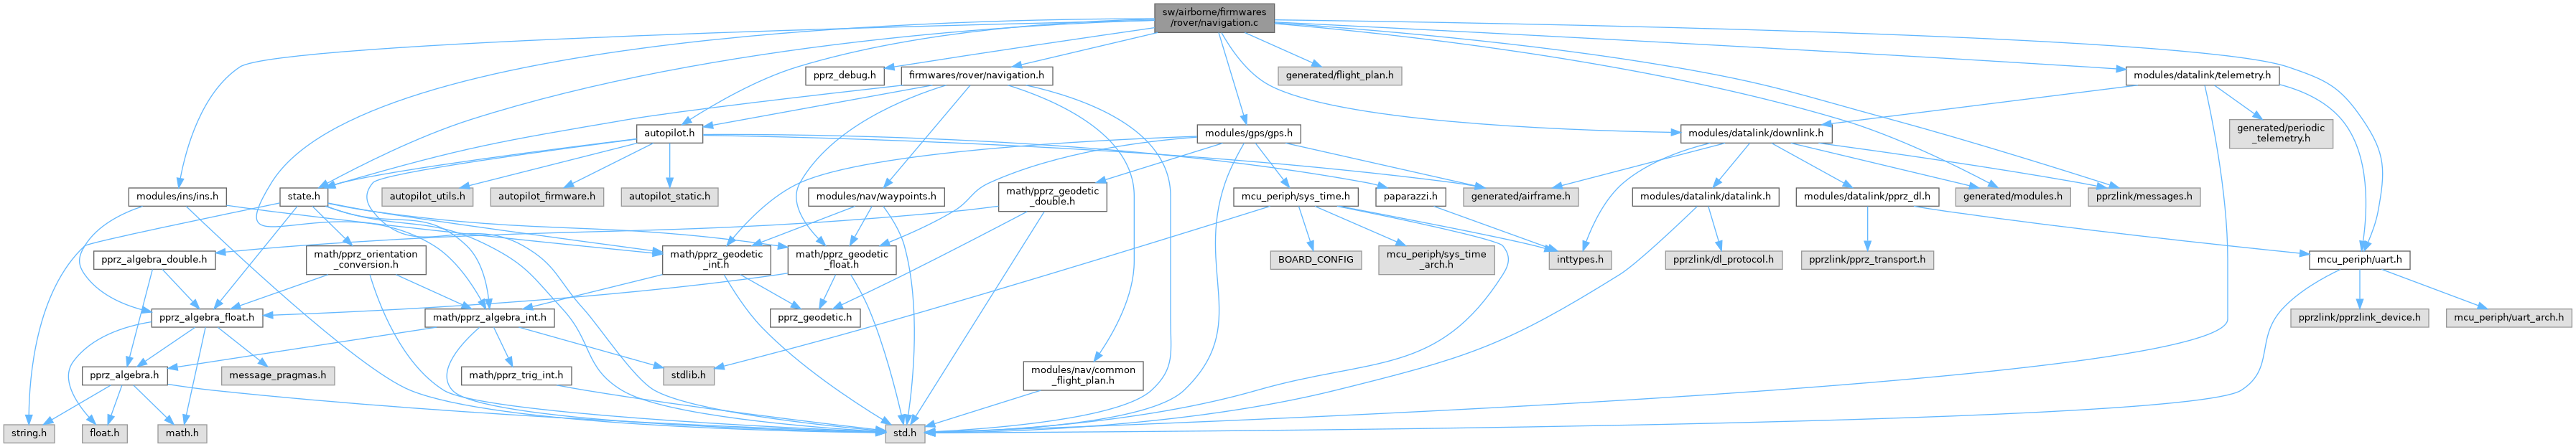 sw/airborne/firmwares
/rover/navigation.c
pprz_debug.h
firmwares/rover/navigation.h
generated/flight_plan.h
modules/datalink/telemetry.h
autopilot.h
modules/gps/gps.h
modules/datalink/downlink.h
generated/periodic
_telemetry.h
modules/ins/ins.h
state.h
autopilot_utils.h
autopilot_firmware.h
autopilot_static.h
modules/nav/waypoints.h
math/pprz_geodetic
_double.h
mcu_periph/sys_time.h
paparazzi.h
generated/airframe.h
modules/datalink/datalink.h
modules/datalink/pprz_dl.h
generated/modules.h
pprzlink/messages.h
pprz_algebra_double.h
math/pprz_orientation
_conversion.h
math/pprz_geodetic
_int.h
math/pprz_geodetic
_float.h
BOARD_CONFIG
mcu_periph/sys_time
_arch.h
inttypes.h
pprzlink/dl_protocol.h
pprzlink/pprz_transport.h
mcu_periph/uart.h
pprz_algebra_float.h
math/pprz_algebra_int.h
pprz_geodetic.h
pprzlink/pprzlink_device.h
mcu_periph/uart_arch.h
pprz_algebra.h
message_pragmas.h
math/pprz_trig_int.h
stdlib.h
modules/nav/common
_flight_plan.h
string.h
float.h
math.h
std.h